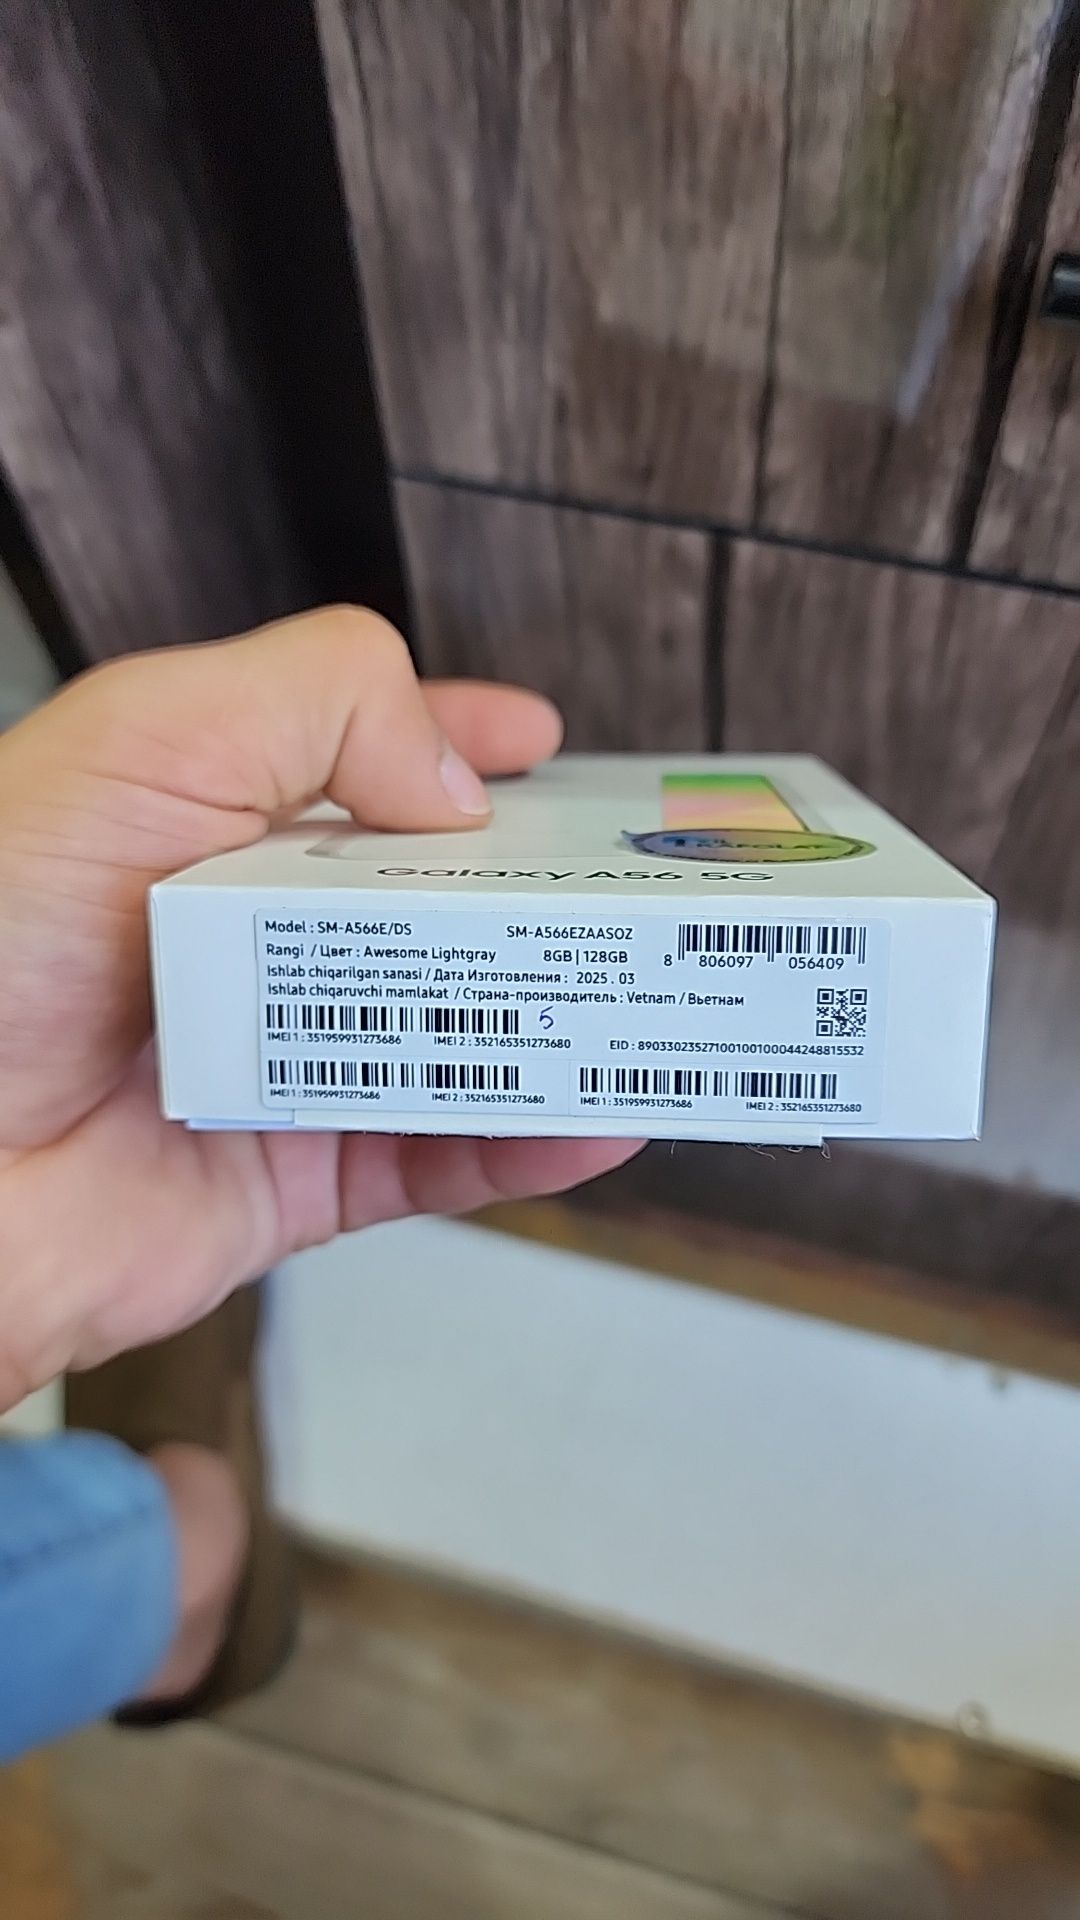 KAFOLAT
Galaxy A56 5G
Model : SM-A566E/DS SM-A566EZAASOZ
Rangi / Цвет : Awesome Lightgray 8GB | 128GB
8 806097 056409
Ishlab chiqarilgan sanasi / Дата Изготовления : 2025 . 03
Ishlab chiqaruvchi mamlakat / Страна-производитель : Vetnam / Вьетнам
5
IMEI 1 : 351959931273686 IMEI 2 : 352165351273680
EID : 89033023527100100100044248815532
IMEI 1 : 351959931273686 IMEI 2 : 352165351273680
IMEI 1 : 351959931273686 IMEI 2 : 352165351273680